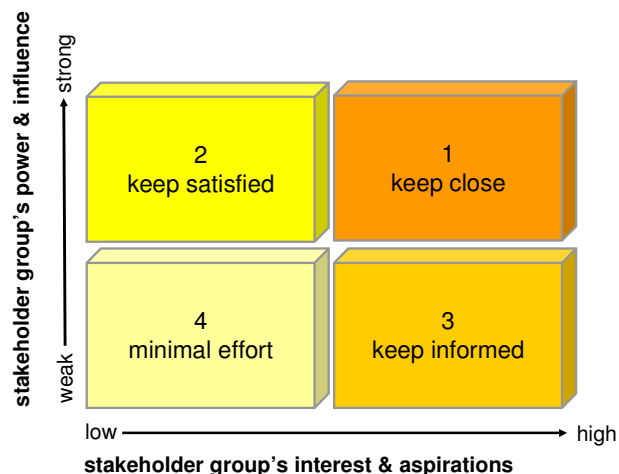 stakeholder group's power & influence
strong
weak
2
keep satisfied
1
keep close
4
minimal effort
3
keep informed
low
high
stakeholder group's interest & aspirations